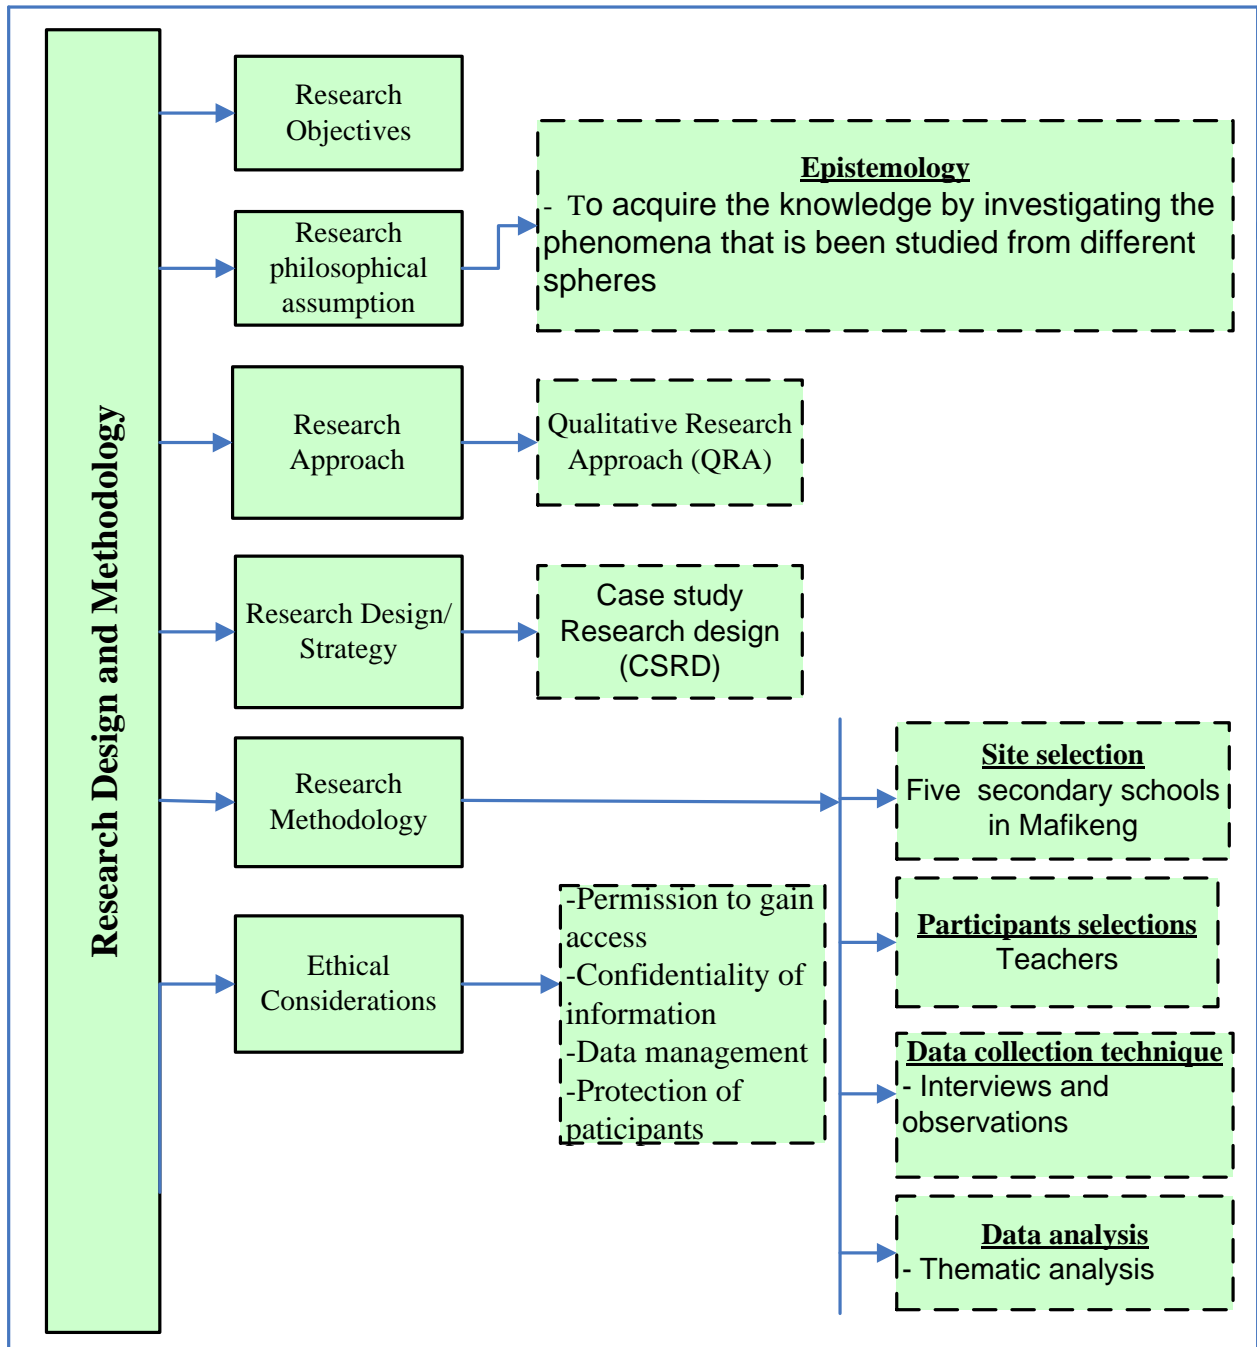 Research Design and Methodology
Research
Objectives
Research
philosophical
assumption
Epistemology
- To acquire the knowledge by investigating the
phenomena that is been studied from different
spheres
Research
Approach
Qualitative Research
Approach (QRA)
Research Design/
Strategy
Case study
Research design
(CSRD)
Research
Methodology
Site selection
Five secondary schools
in Mafikeng
Participants selections
Teachers
Data collection technique
- Interviews and
observations
Data analysis
- Thematic analysis
Ethical
Considerations
-Permission to gain
access
-Confidentiality of
information
-Data management
-Protection of
paticipants